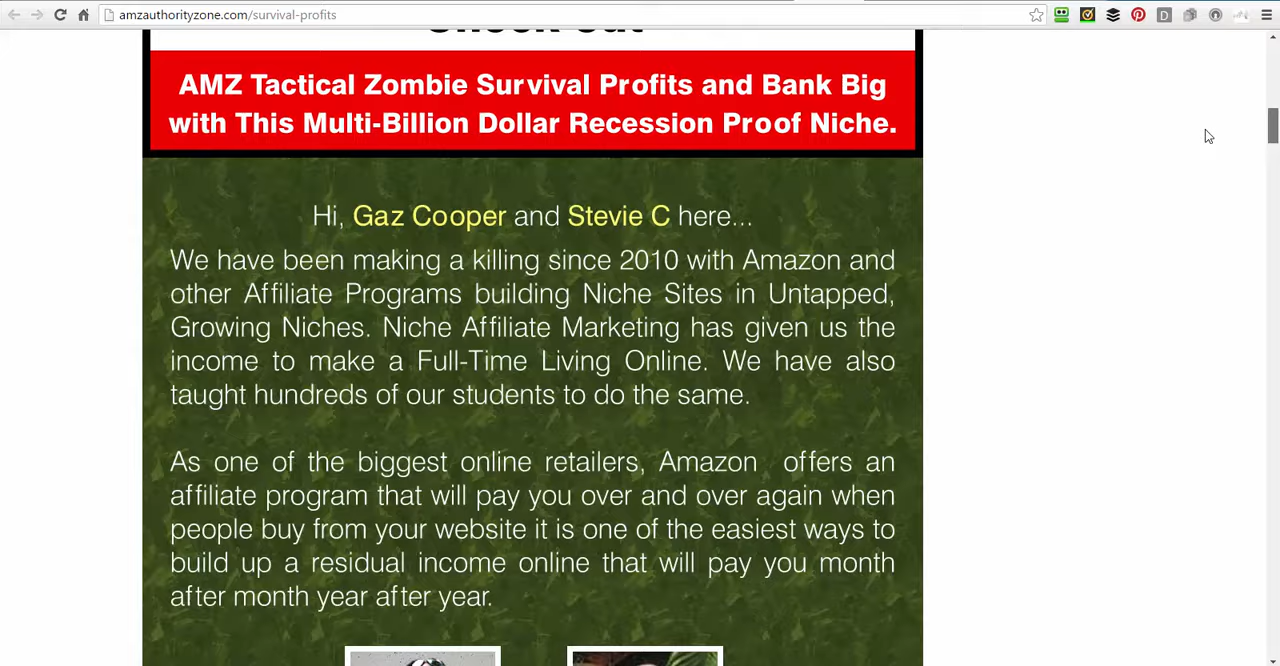 amzauthorityzone.com/survival-profits
AMZ Tactical Zombie Survival Profits and Bank Big
with This Multi-Billion Dollar Recession Proof Niche.
Hi, Gaz Cooper and Stevie C here...
We have been making a killing since 2010 with Amazon and
other Affiliate Programs building Niche Sites in Untapped,
Growing Niches. Niche Affiliate Marketing has given us the
income to make a Full-Time Living Online. We have also
taught hundreds of our students to do the same.
As one of the biggest online retailers, Amazon offers an
affiliate program that will pay you over and over again when
people buy from your website it is one of the easiest ways to
build up a residual income online that will pay you month
after month year after year.